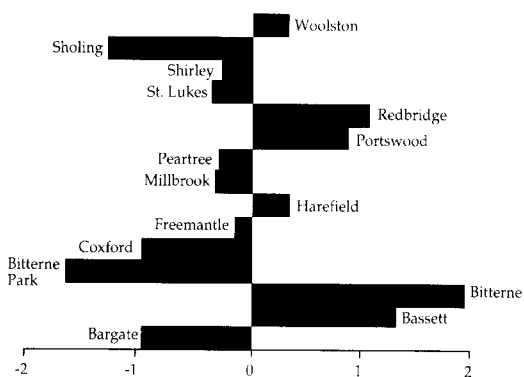 Woolston
Sholing
Shirley
St. Lukes
Redbridge
Portswood
Peartree
Millbrook
Harefield
Freemantle
Coxford
Bitterne
Park
Bitterne
Bassett
Bargate
-2 -1 0 1 2